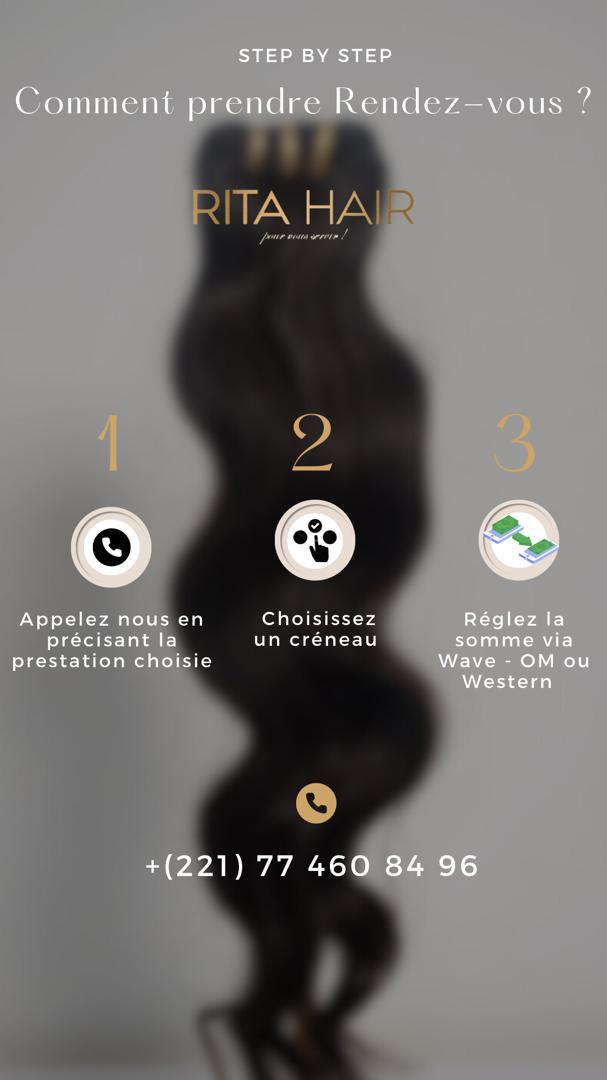 STEP BY STEP
Comment prendre Rendez-vous ?
RITA HAIR
pour vous servir !
1
2
3
Appelez nous en
précisant la
prestation choisie
Choisissez
un créneau
Réglez la
somme via
Wave - OM ou
Western
+(221) 77 460 84 96